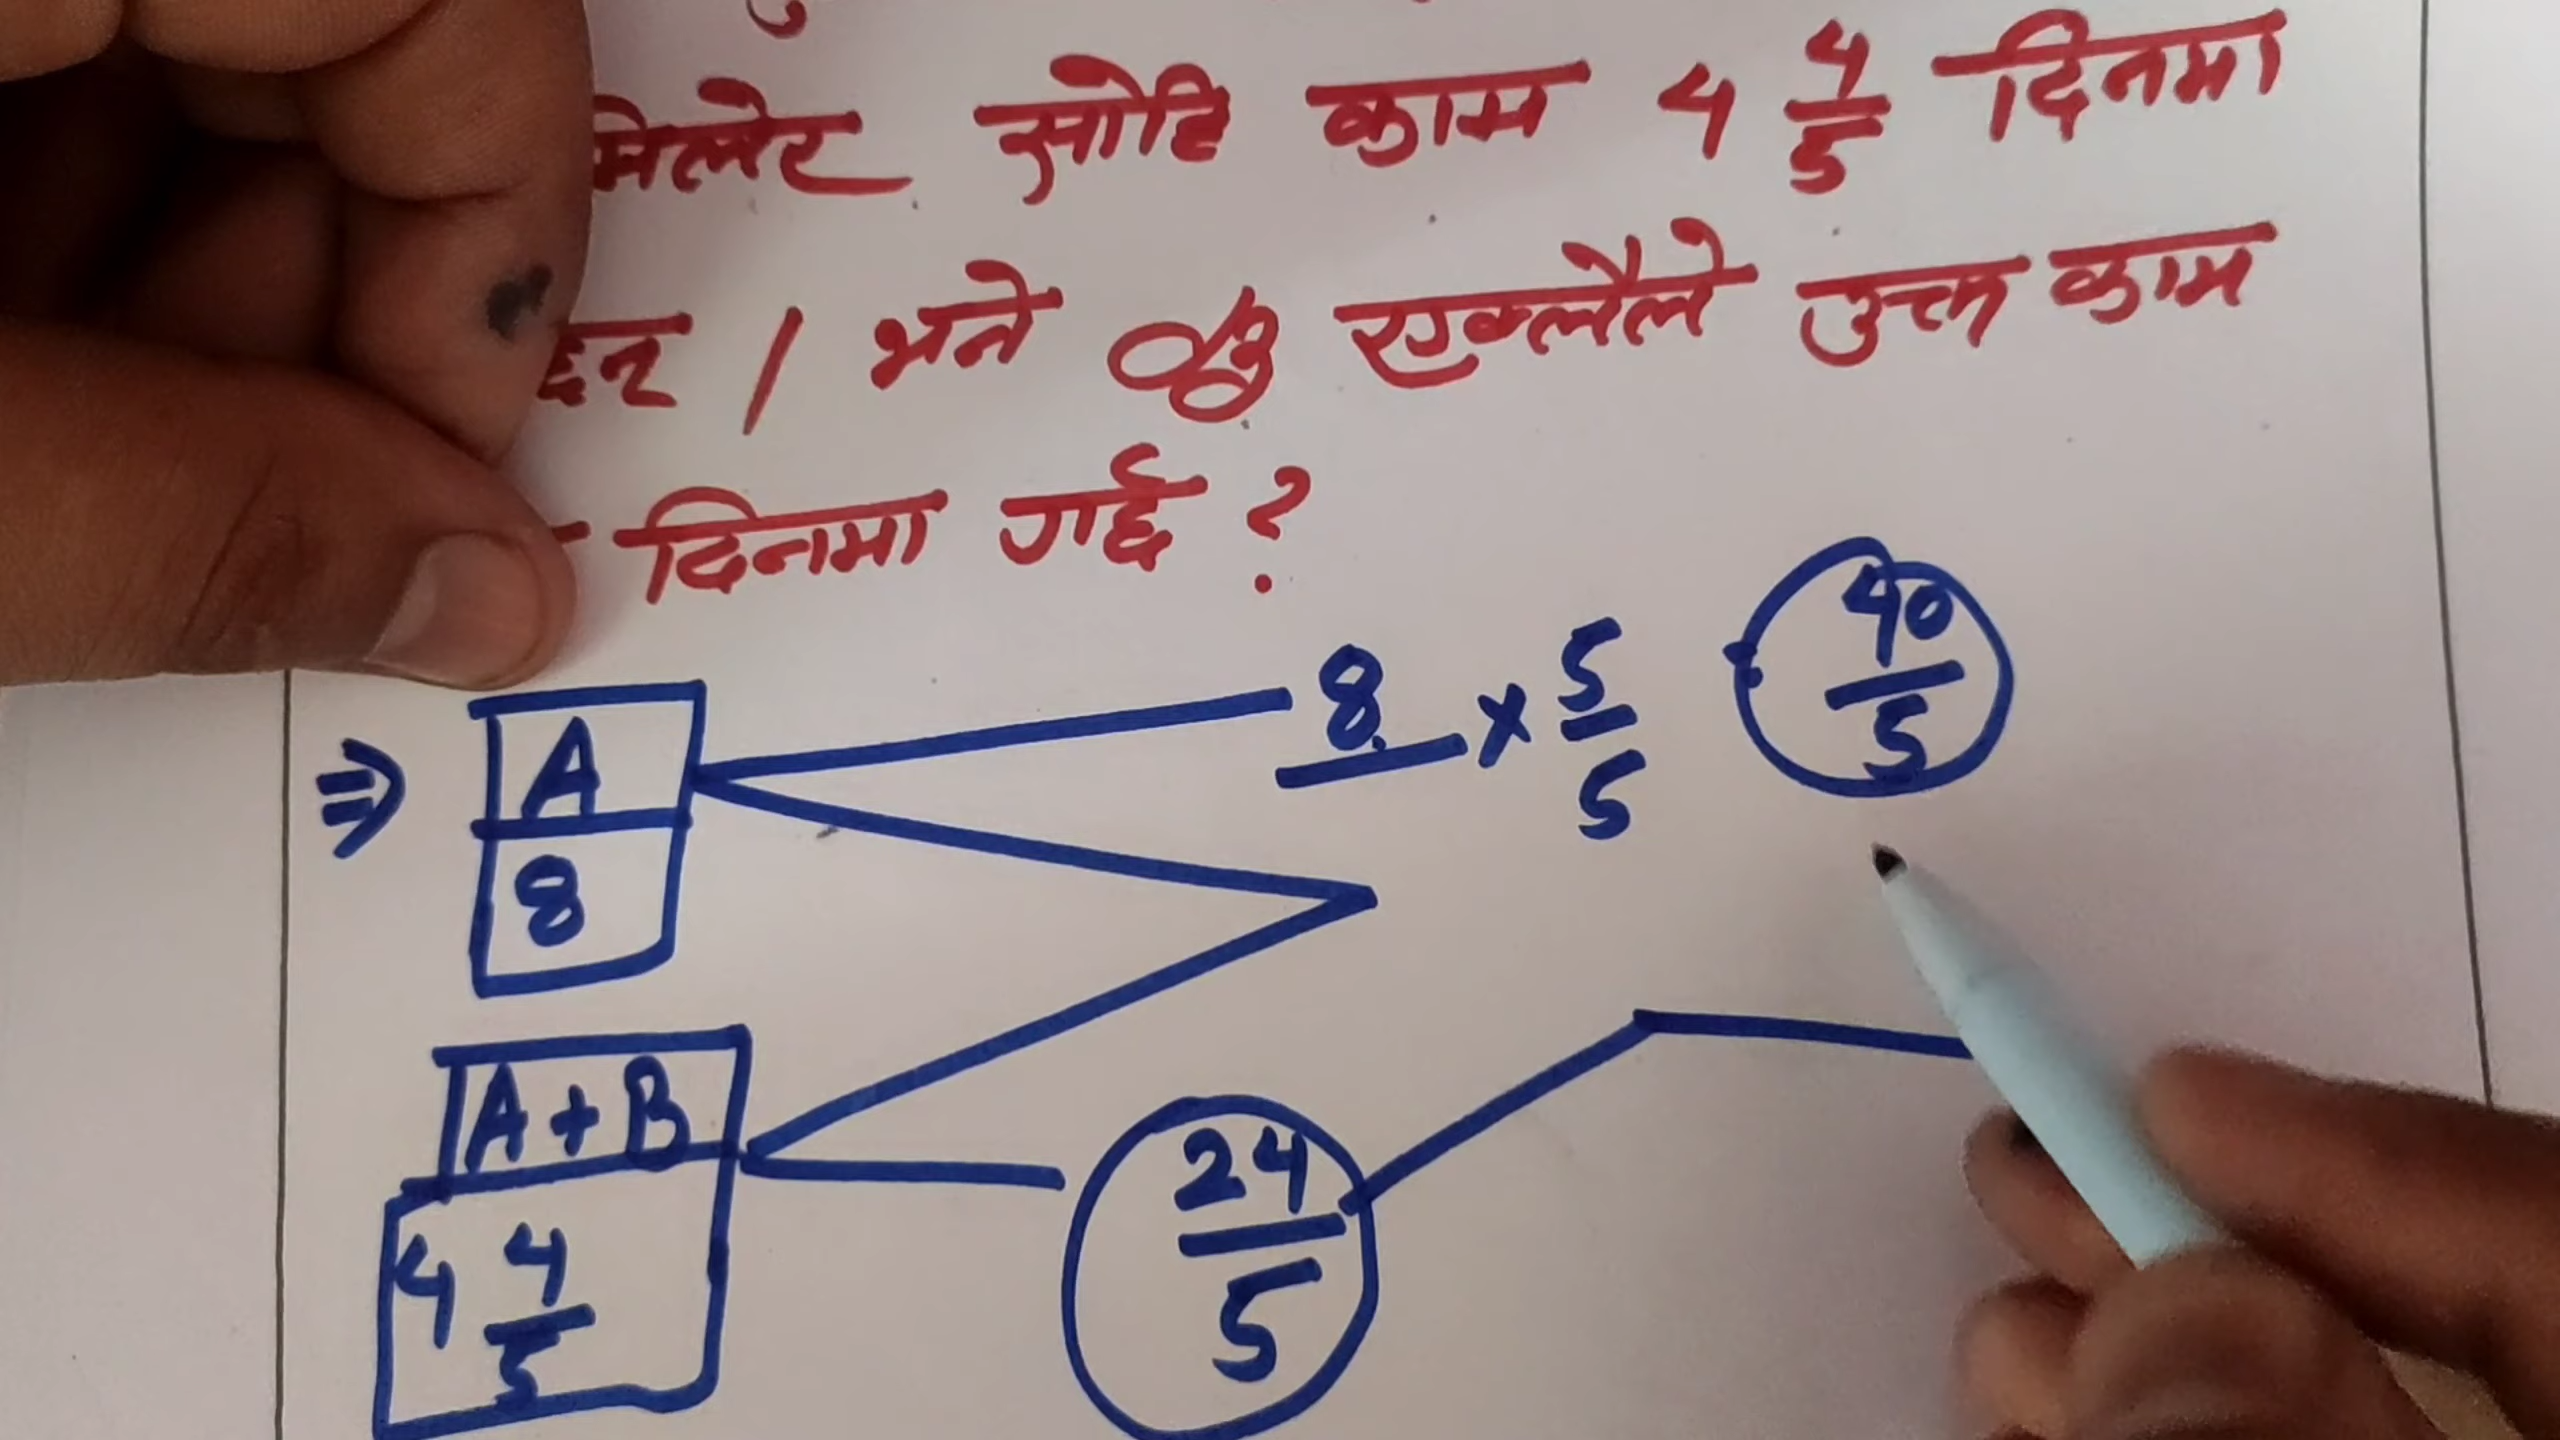 मिलेर सोहि काम 4 4/5 दिनमा
छन् । भने B एक्लैले उक्त काम
दिनमा गर्छ ?
⇒ A 8 × 5/5 = 40/5
8
A + B 24/5
4 4/5